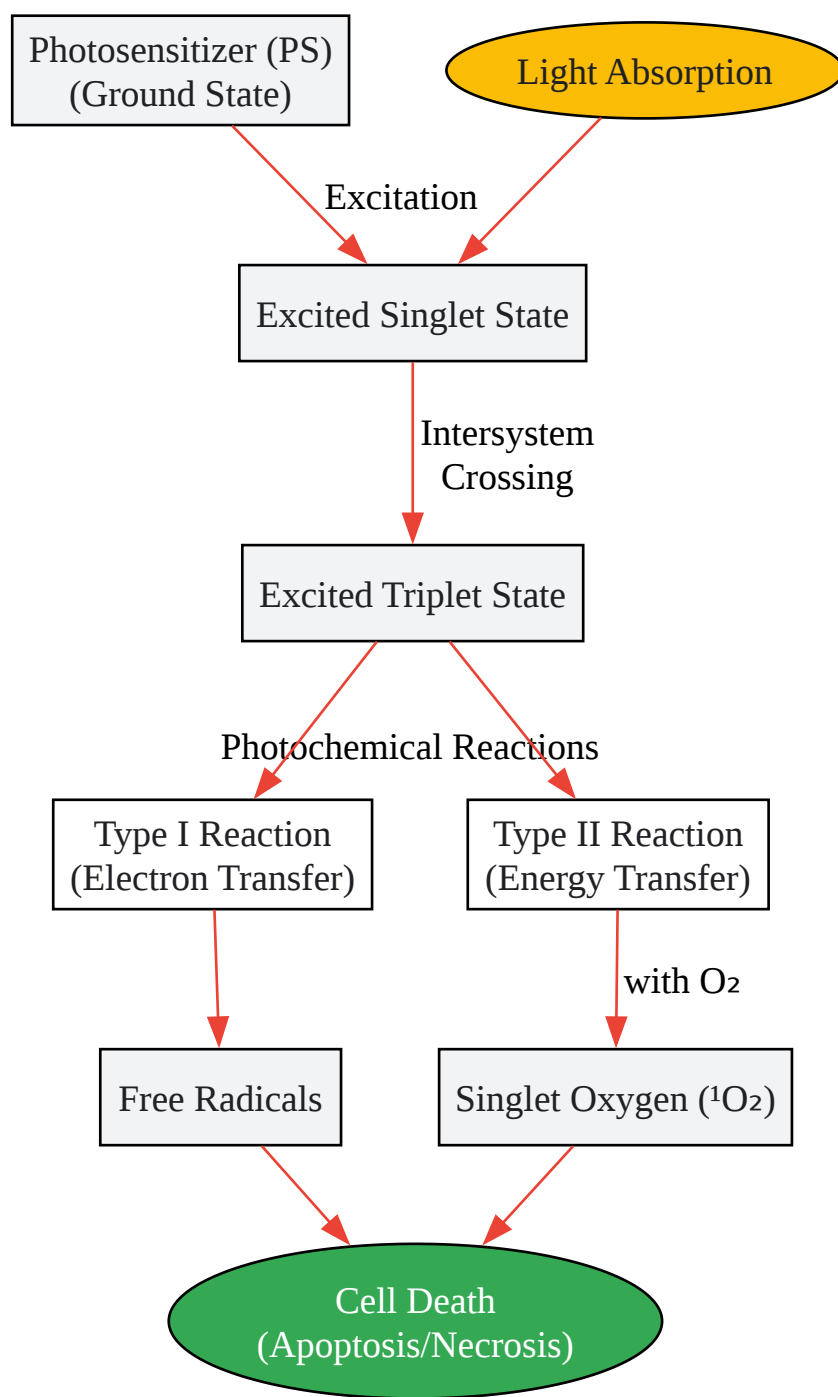 Photosensitizer (PS)
(Ground State)
Light Absorption
Excitation
Excited Singlet State
Intersystem
Crossing
Excited Triplet State
Photochemical Reactions
Type I Reaction
(Electron Transfer)
Type II Reaction
(Energy Transfer)
with O₂
Free Radicals
Singlet Oxygen (¹O₂)
Cell Death
(Apoptosis/Necrosis)